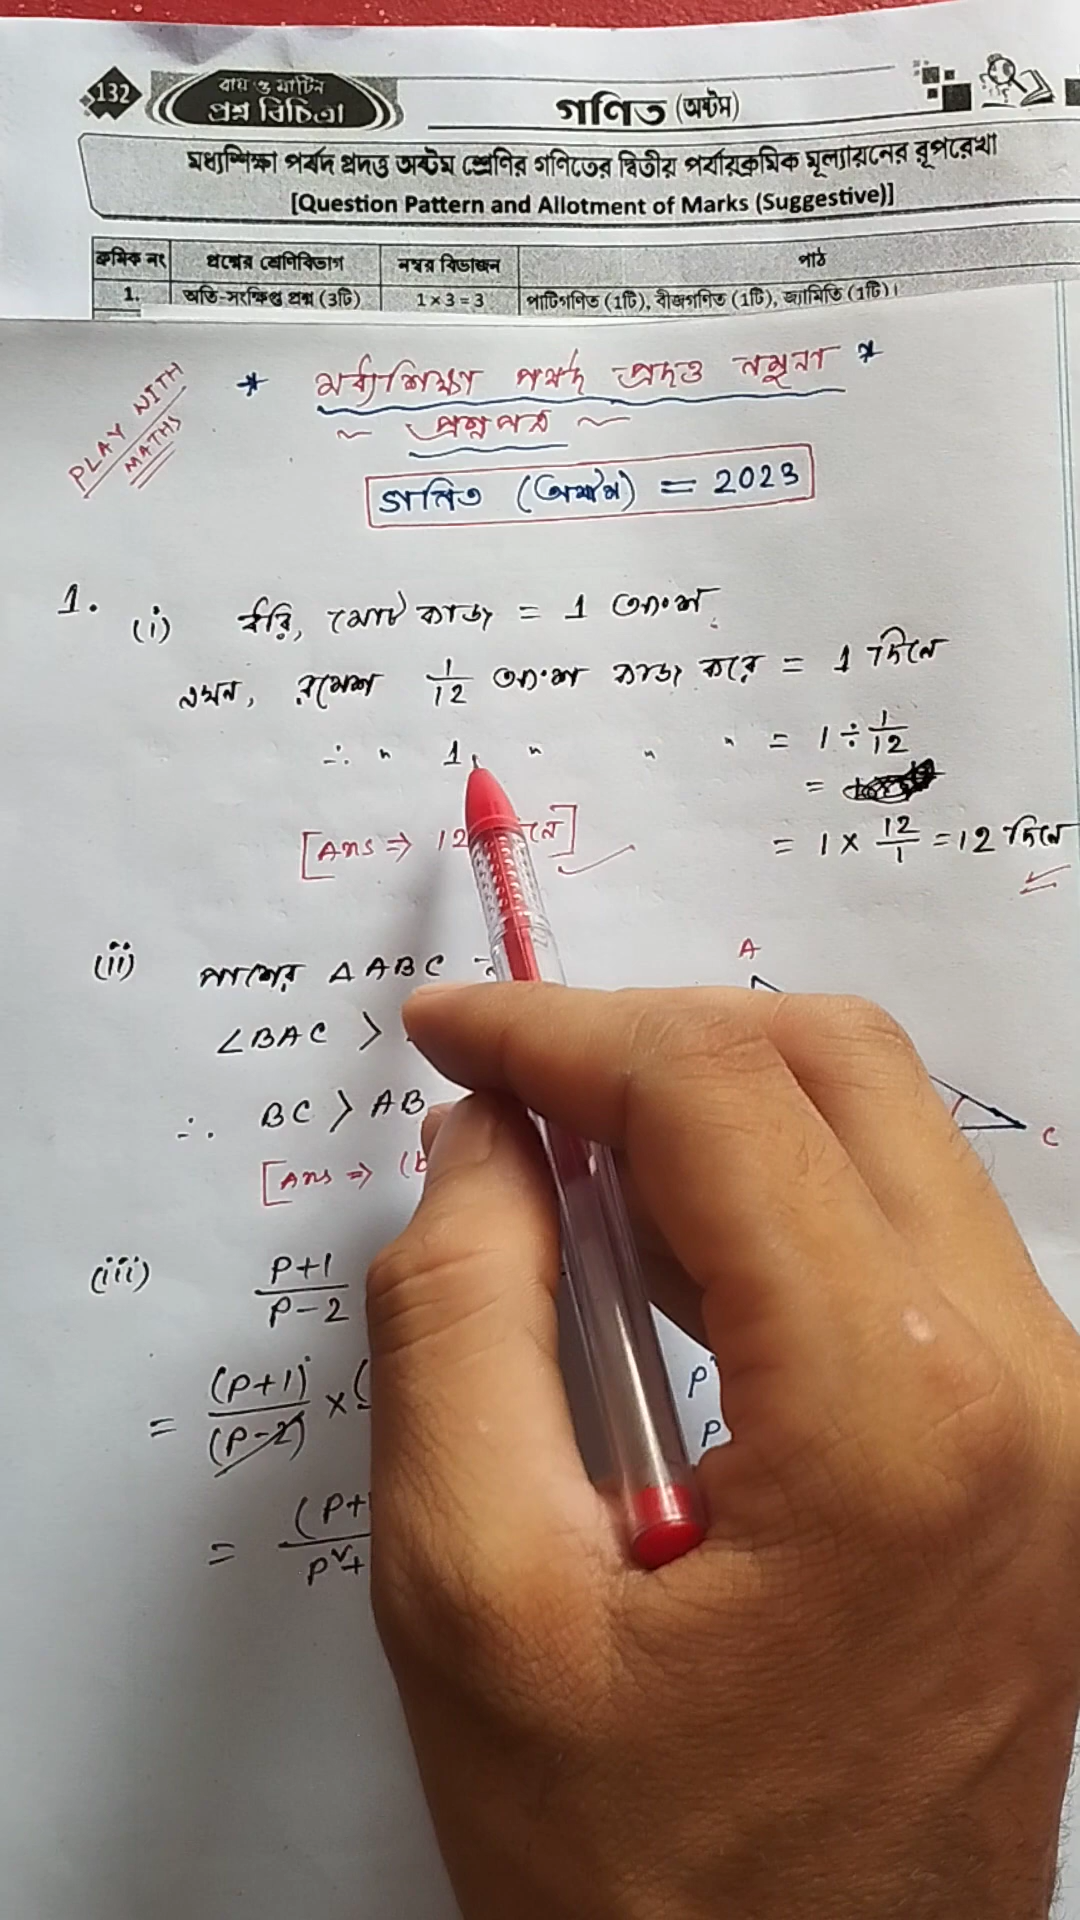 132
রায় ও মার্টিন
প্রশ্ন বিচিত্রা
গণিত (অষ্টম)
মধ্যশিক্ষা পর্ষদ প্রদত্ত অষ্টম শ্রেণির গণিতের দ্বিতীয় পর্যায়ক্রমিক মূল্যায়নের রূপরেখা
[Question Pattern and Allotment of Marks (Suggestive)]
ক্রমিক নং প্রশ্নের শ্রেণিবিভাগ নম্বর বিভাজন পাঠ
1. অতি-সংক্ষিপ্ত প্রশ্ন (3টি) 1 × 3 = 3 পাটিগণিত (1টি), বীজগণিত (1টি), জ্যামিতি (1টি)।
PLAY WITH
MATHS
* মধ্যশিক্ষা পর্ষদ প্রদত্ত নমুনা *
~ প্রশ্নপত্র ~
গণিত (অষ্টম) = 2023
1. (i) ধরি, মোট কাজ = 1 অংশ
এখন, রমেশ 1/12 অংশ কাজ করে = 1 দিনে
∴ " 1 " " " = 1 ÷ 1/12
=
[Ans ⇒ 12 নে]
= 1 × 12/1 = 12 দিনে
(ii) পাশের ΔABC
A
∠BAC >
∴ BC > AB
C
[Ans ⇒ (b
(iii) P+1/P-2
= (P+1)/(P-2) × (
P
P
= (P+1/P²+